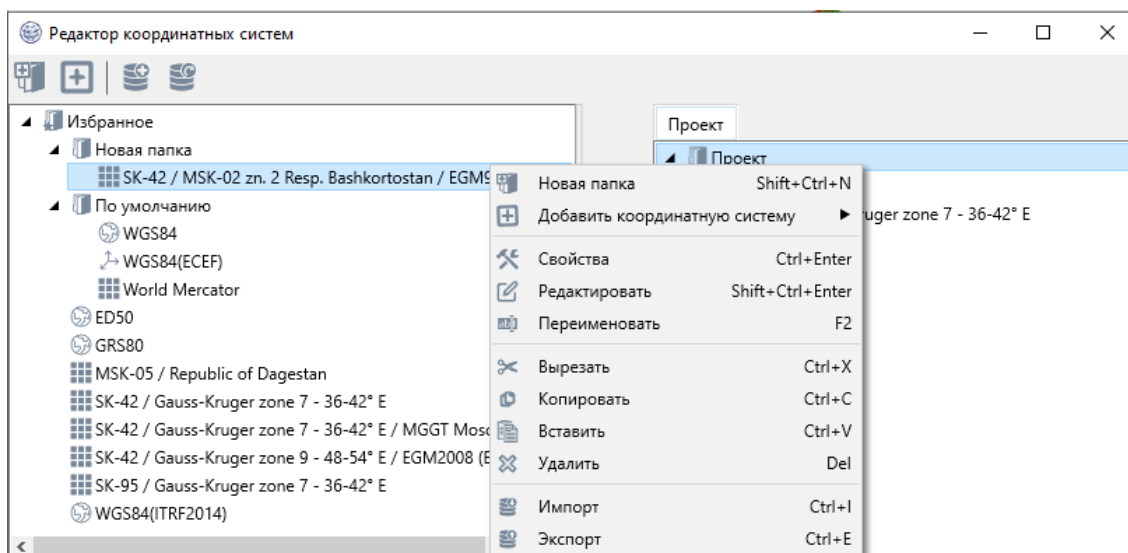 Редактор координатных систем
Избранное
Новая папка
SK-42 / MSK-02 zn. 2 Resp. Bashkortostan / EGM9
По умолчанию
WGS84
WGS84(ECEF)
World Mercator
ED50
GRS80
MSK-05 / Republic of Dagestan
SK-42 / Gauss-Kruger zone 7 - 36-42° E
SK-42 / Gauss-Kruger zone 7 - 36-42° E / MGGT Mosc
SK-42 / Gauss-Kruger zone 9 - 48-54° E / EGM2008 (E
SK-95 / Gauss-Kruger zone 7 - 36-42° E
WGS84(ITRF2014)
Проект
Проект
uger zone 7 - 36-42° E
Новая папка Shift+Ctrl+N
Добавить координатную систему
Свойства Ctrl+Enter
Редактировать Shift+Ctrl+Enter
Переименовать F2
Вырезать Ctrl+X
Копировать Ctrl+C
Вставить Ctrl+V
Удалить Del
Импорт Ctrl+I
Экспорт Ctrl+E